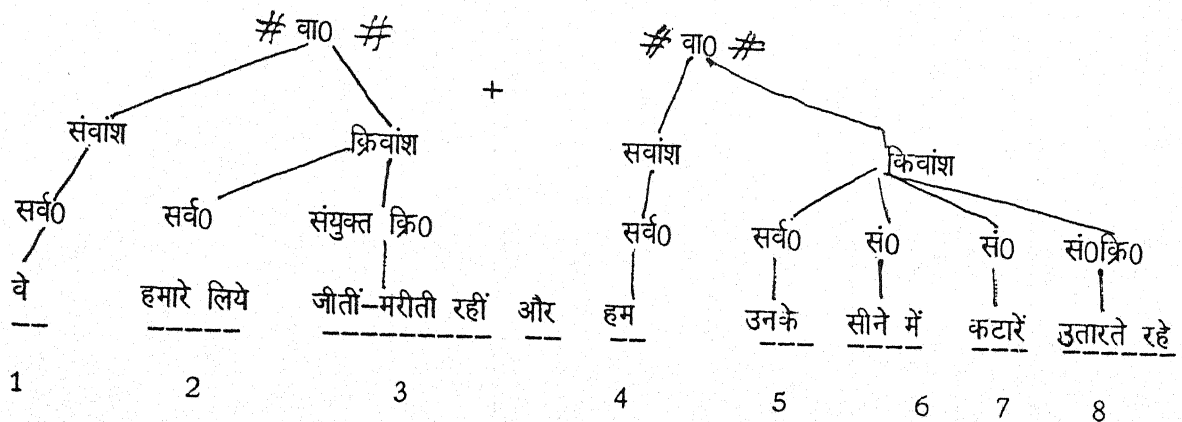 # वा0 # # वा0 #
+
संवांश क्रिवांश सवांश किवांश
सर्व0 सर्व0 संयुक्त क्रि0 सर्व0 सर्व0 सं0 सं0 सं0क्रि0
वे हमारे लिये जीतीं-मरीती रहीं और हम उनके सीने में कटारें उतारते रहे
1 2 3 4 5 6 7 8